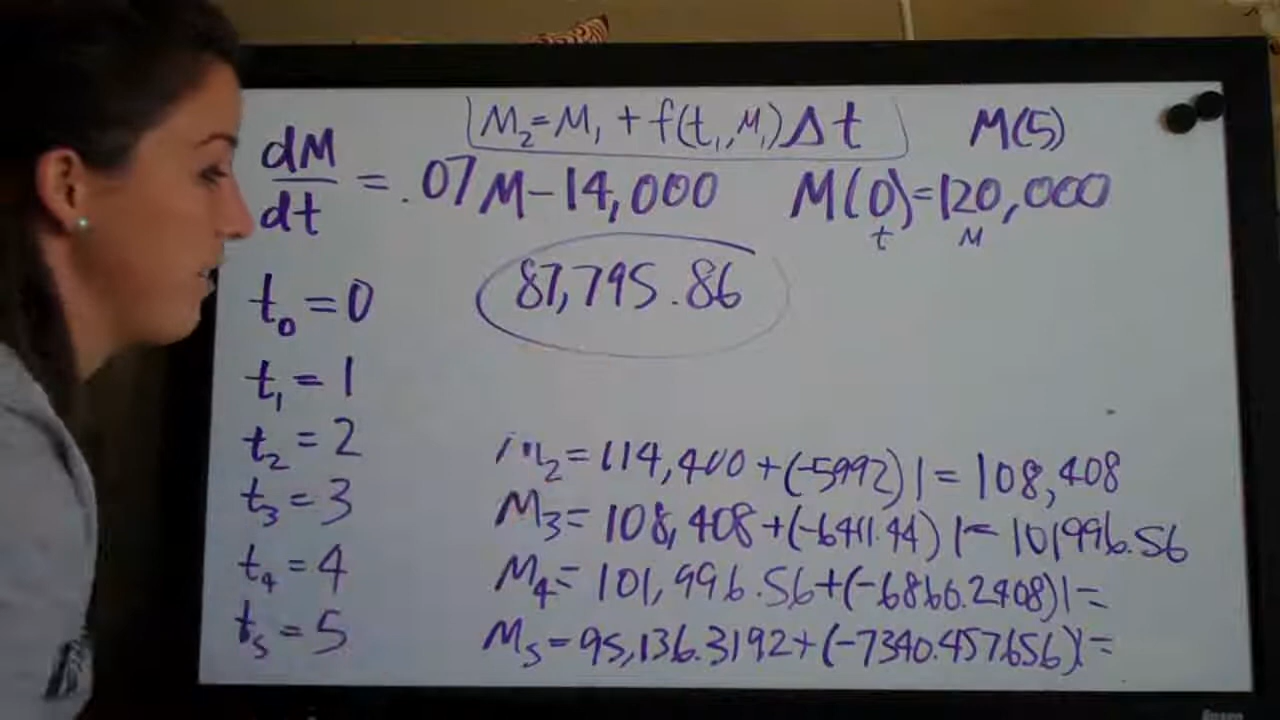 M₂=M₁ + f(t₁,M₁)Δt M(5)
dM/dt = .07M-14,000 M(0)=120,000
t M
t₀=0 87,795.86
t₁=1
t₂=2 M₂=114,400+(-5992)1=108,408
t₃=3 M₃=108,408+(-6411.44)1=101996.56
t₄=4 M₄=101,996.56+(-6860.2408)1=
t₅=5 M₅=95,136.3192+(-7340.457656)1=